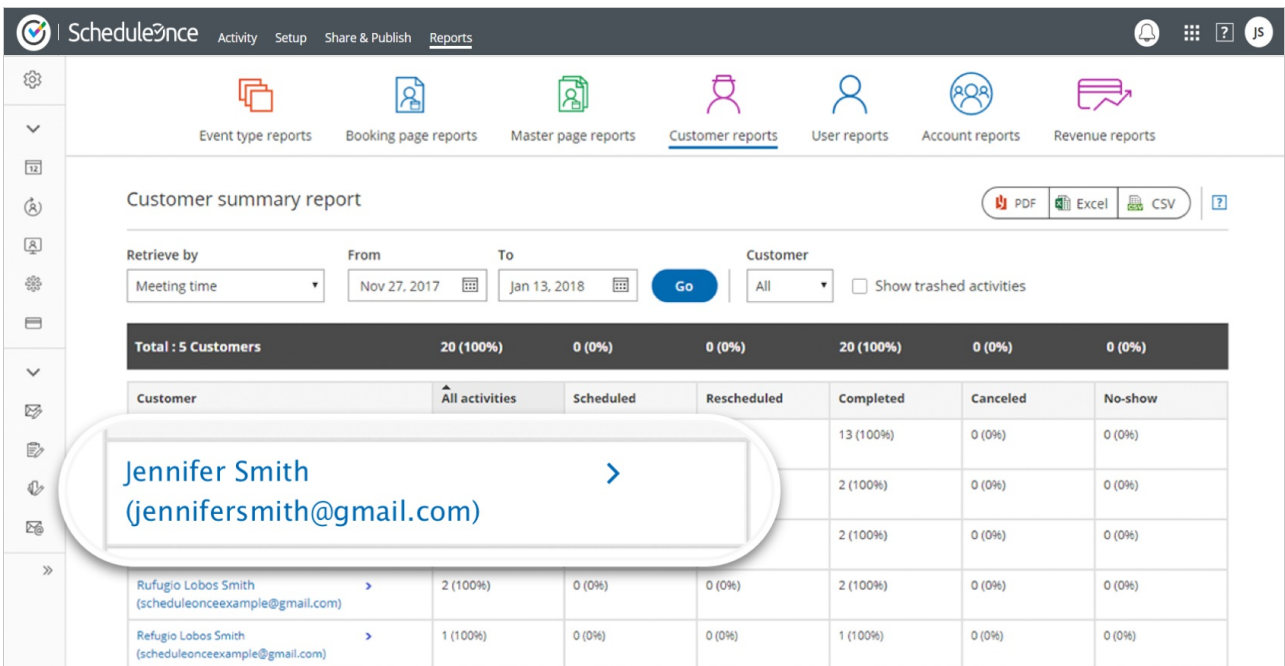 ScheduleOnce Activity Setup Share & Publish Reports ? JS
Event type reports Booking page reports Master page reports Customer reports User reports Account reports Revenue reports
Customer summary report PDF Excel CSV ?
Retrieve by From To Customer
Meeting time Nov 27, 2017 Jan 13, 2018 Go All Show trashed activities
Total : 5 Customers 20 (100%) 0 (0%) 0 (0%) 20 (100%) 0 (0%) 0 (0%)
Customer All activities Scheduled Rescheduled Completed Canceled No-show
13 (100%) 0 (0%) 0 (0%)
Jennifer Smith
(jennifersmith@gmail.com)
2 (100%) 0 (0%) 0 (0%)
2 (100%) 0 (0%) 0 (0%)
Rufugio Lobos Smith 2 (100%) 0 (0%) 0 (0%) 2 (100%) 0 (0%) 0 (0%)
(scheduleonceexample@gmail.com)
Refugio Lobos Smith 1 (100%) 0 (0%) 0 (0%) 1 (100%) 0 (0%) 0 (0%)
(scheduleonceexample@gmail.com)